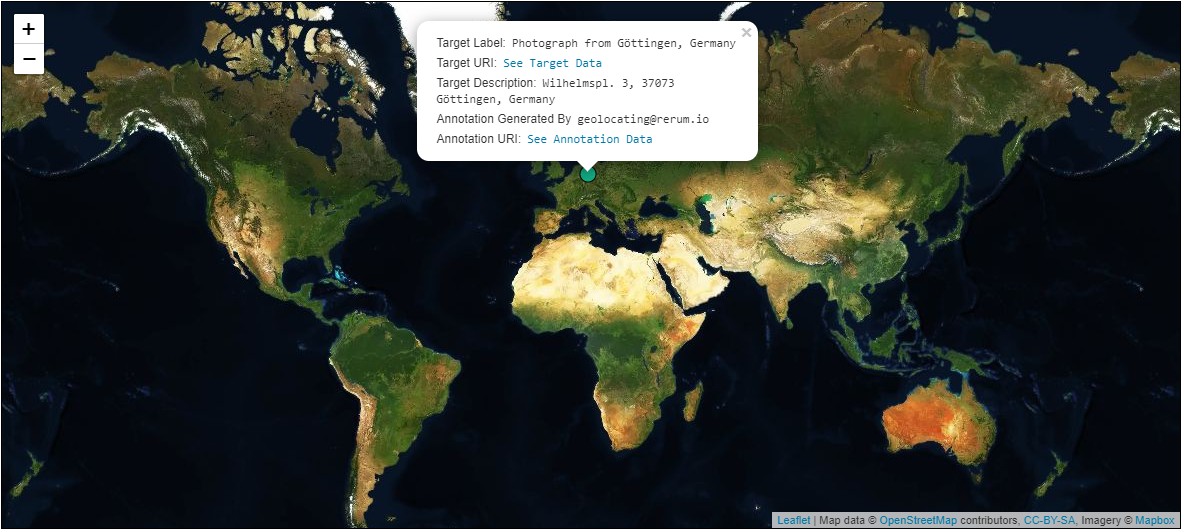 +
−
×
Target Label: Photograph from Göttingen, Germany
Target URI: See Target Data
Target Description: Wilhelmspl. 3, 37073
Göttingen, Germany
Annotation Generated By geolocating@rerum.io
Annotation URI: See Annotation Data
Leaflet | Map data © OpenStreetMap contributors, CC-BY-SA, Imagery © Mapbox